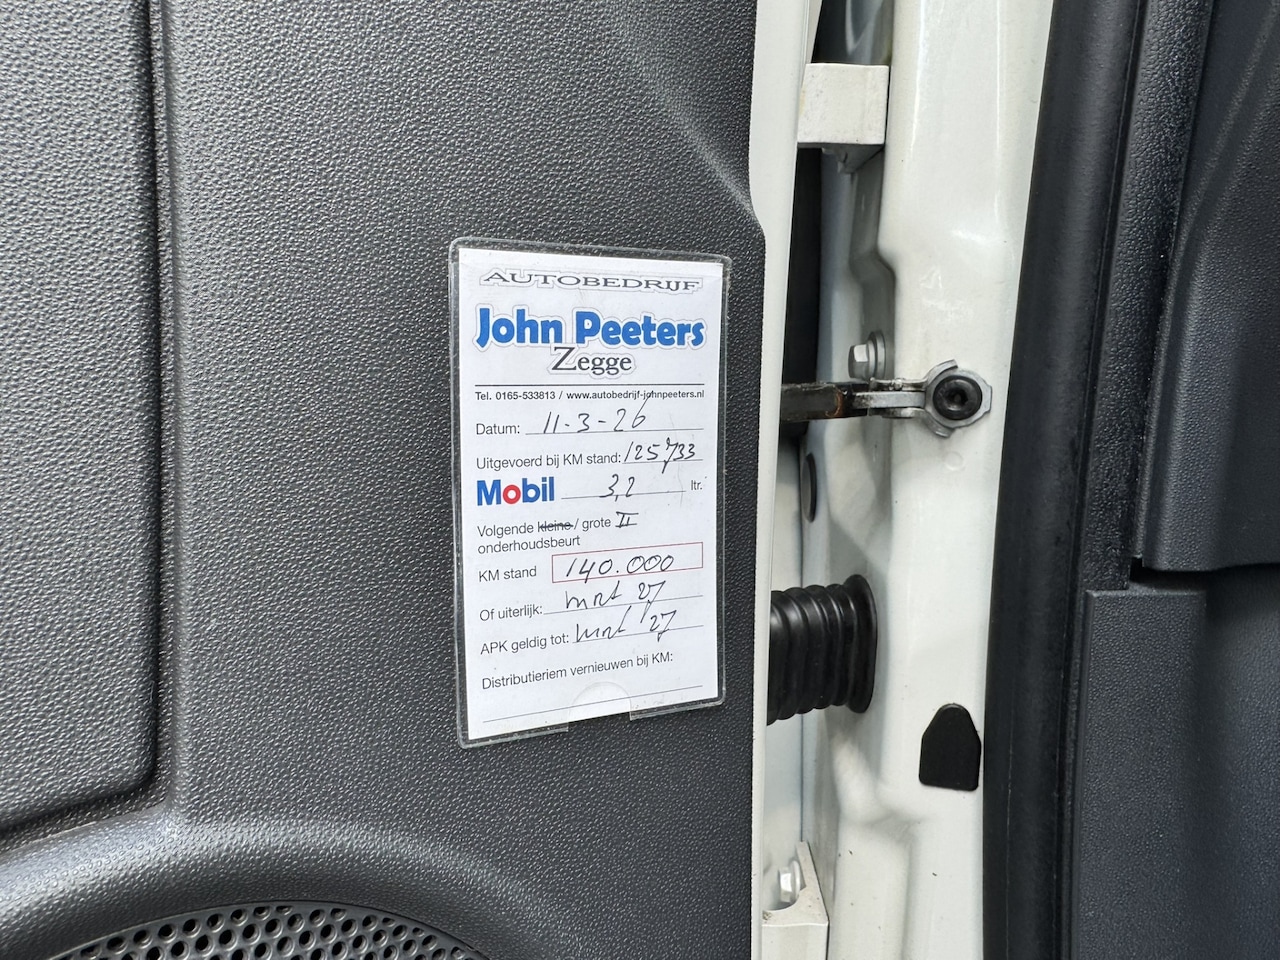 AUTOBEDRIJF
John Peeters
Zegge
Tel. 0165-533813 / www.autobedrijf-johnpeeters.nl
Datum: 11-3-26
Uitgevoerd bij KM stand: 125733
Mobil 3,2 ltr.
Volgende kleine / grote II
onderhoudsbeurt
KM stand 140.000
Of uiterlijk: mrt 27
APK geldig tot: mrt '27
Distributieriem vernieuwen bij KM: